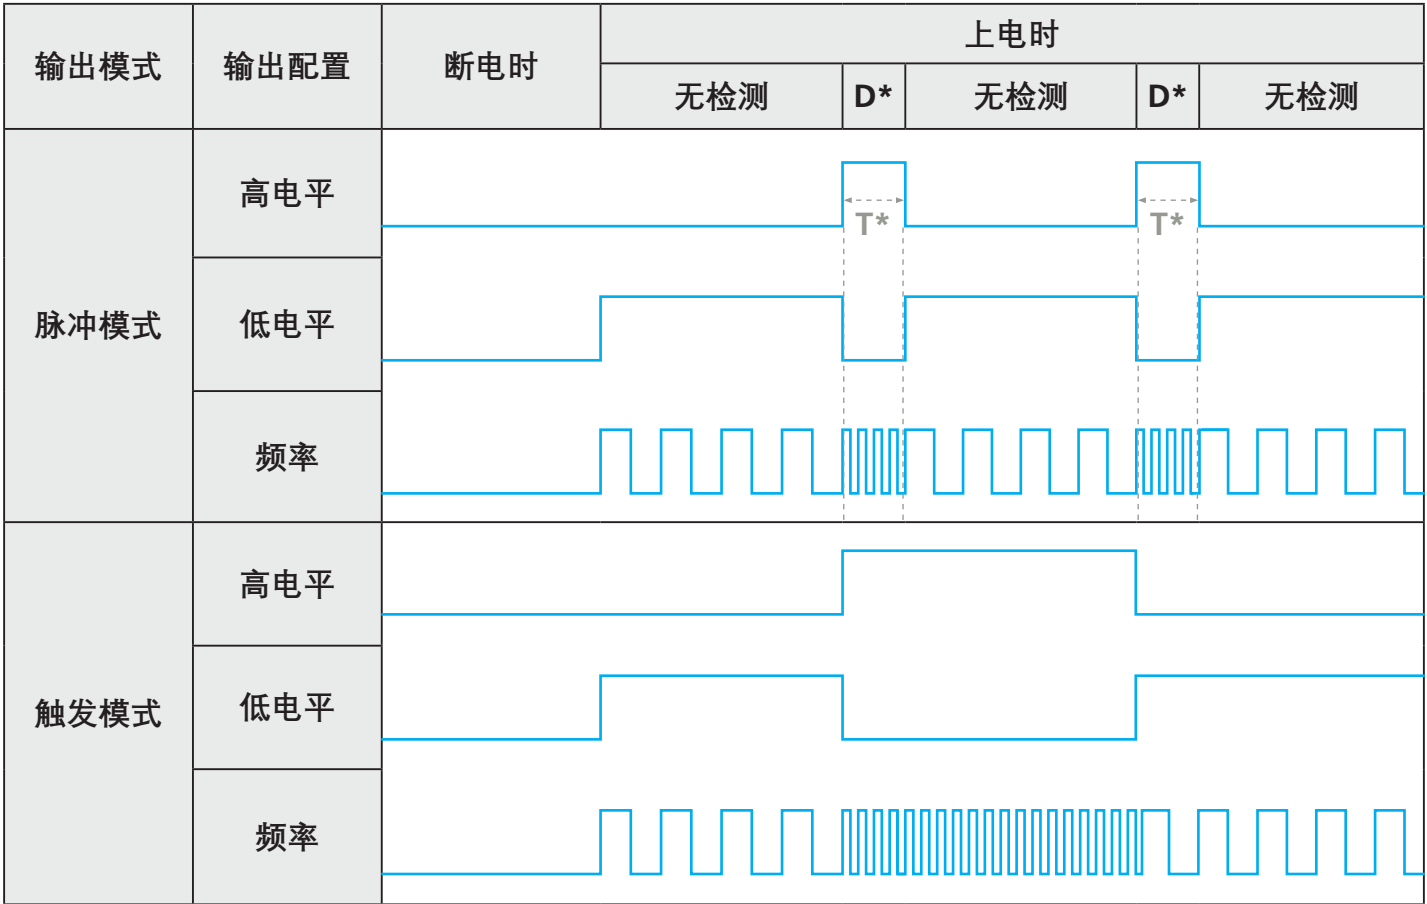 输出模式
输出配置
断电时
上电时
无检测
D*
无检测
D*
无检测
脉冲模式
高电平
T*
T*
低电平
频率
触发模式
高电平
低电平
频率